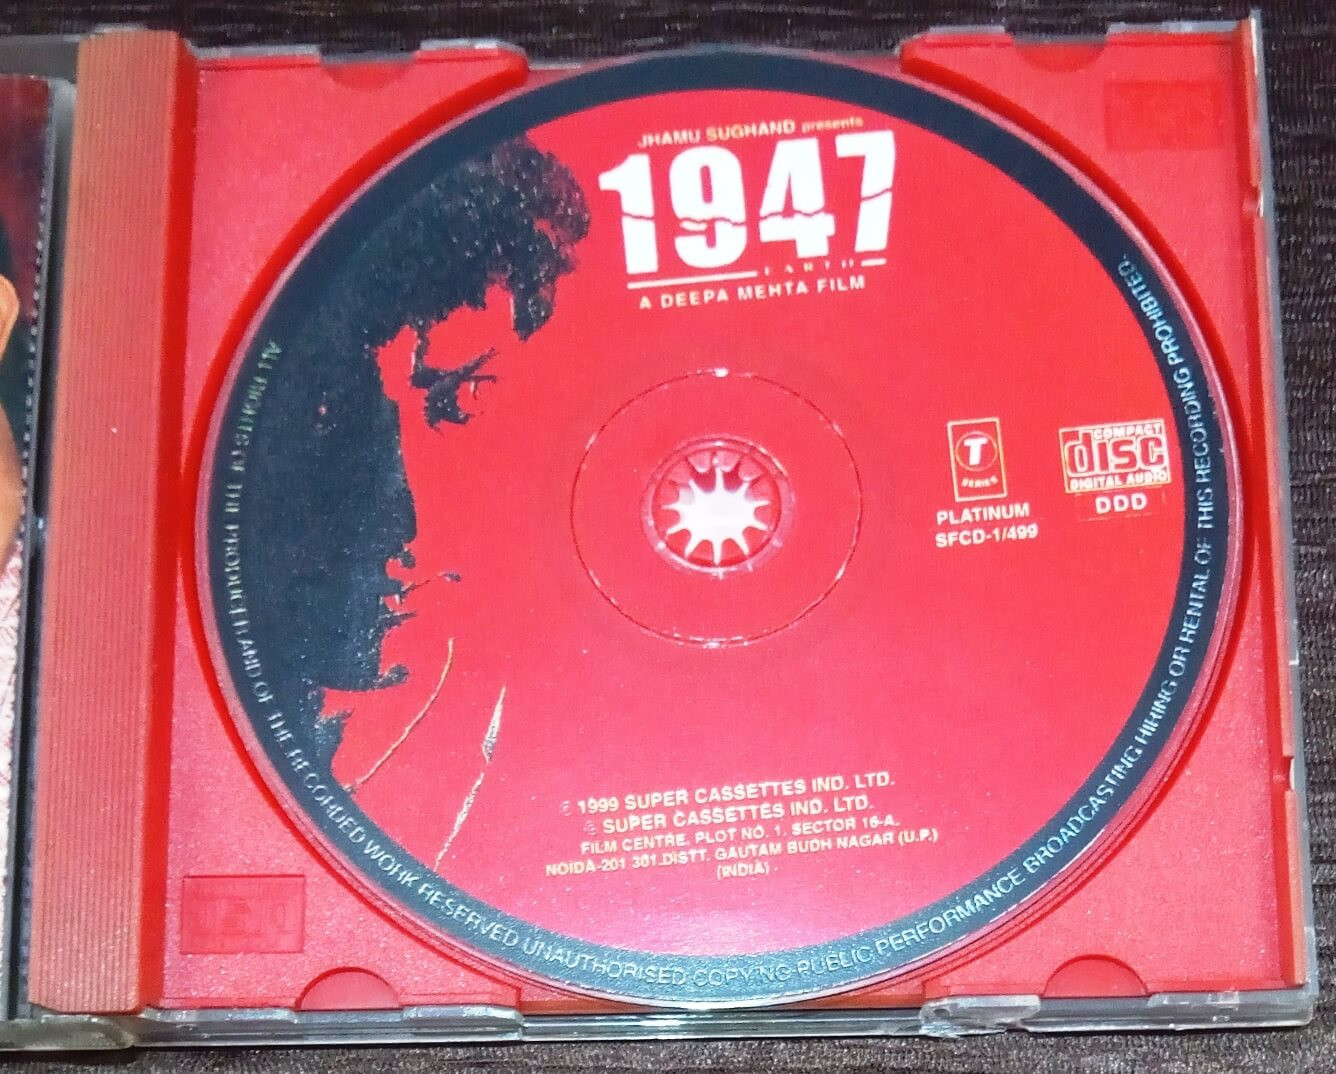 JHAMU SUGHAND presents
1947
EARTH
A DEEPA MEHTA FILM
T
SERIES
PLATINUM
SFCD-1/499
COMPACT
disc
DIGITAL AUDIO
DDD
℗ 1999 SUPER CASSETTES IND. LTD.
© SUPER CASSETTES IND. LTD.
FILM CENTRE, PLOT NO. 1, SECTOR 16-A,
NOIDA-201 301 DISTT. GAUTAM BUDH NAGAR (U.P.)
(INDIA)
ALL RIGHTS OF THE PRODUCER AND OF THE RECORDED WORK RESERVED UNAUTHORISED COPYING PUBLIC PERFORMANCE BROADCASTING HIRING OR RENTAL OF THIS RECORDING PROHIBITED.